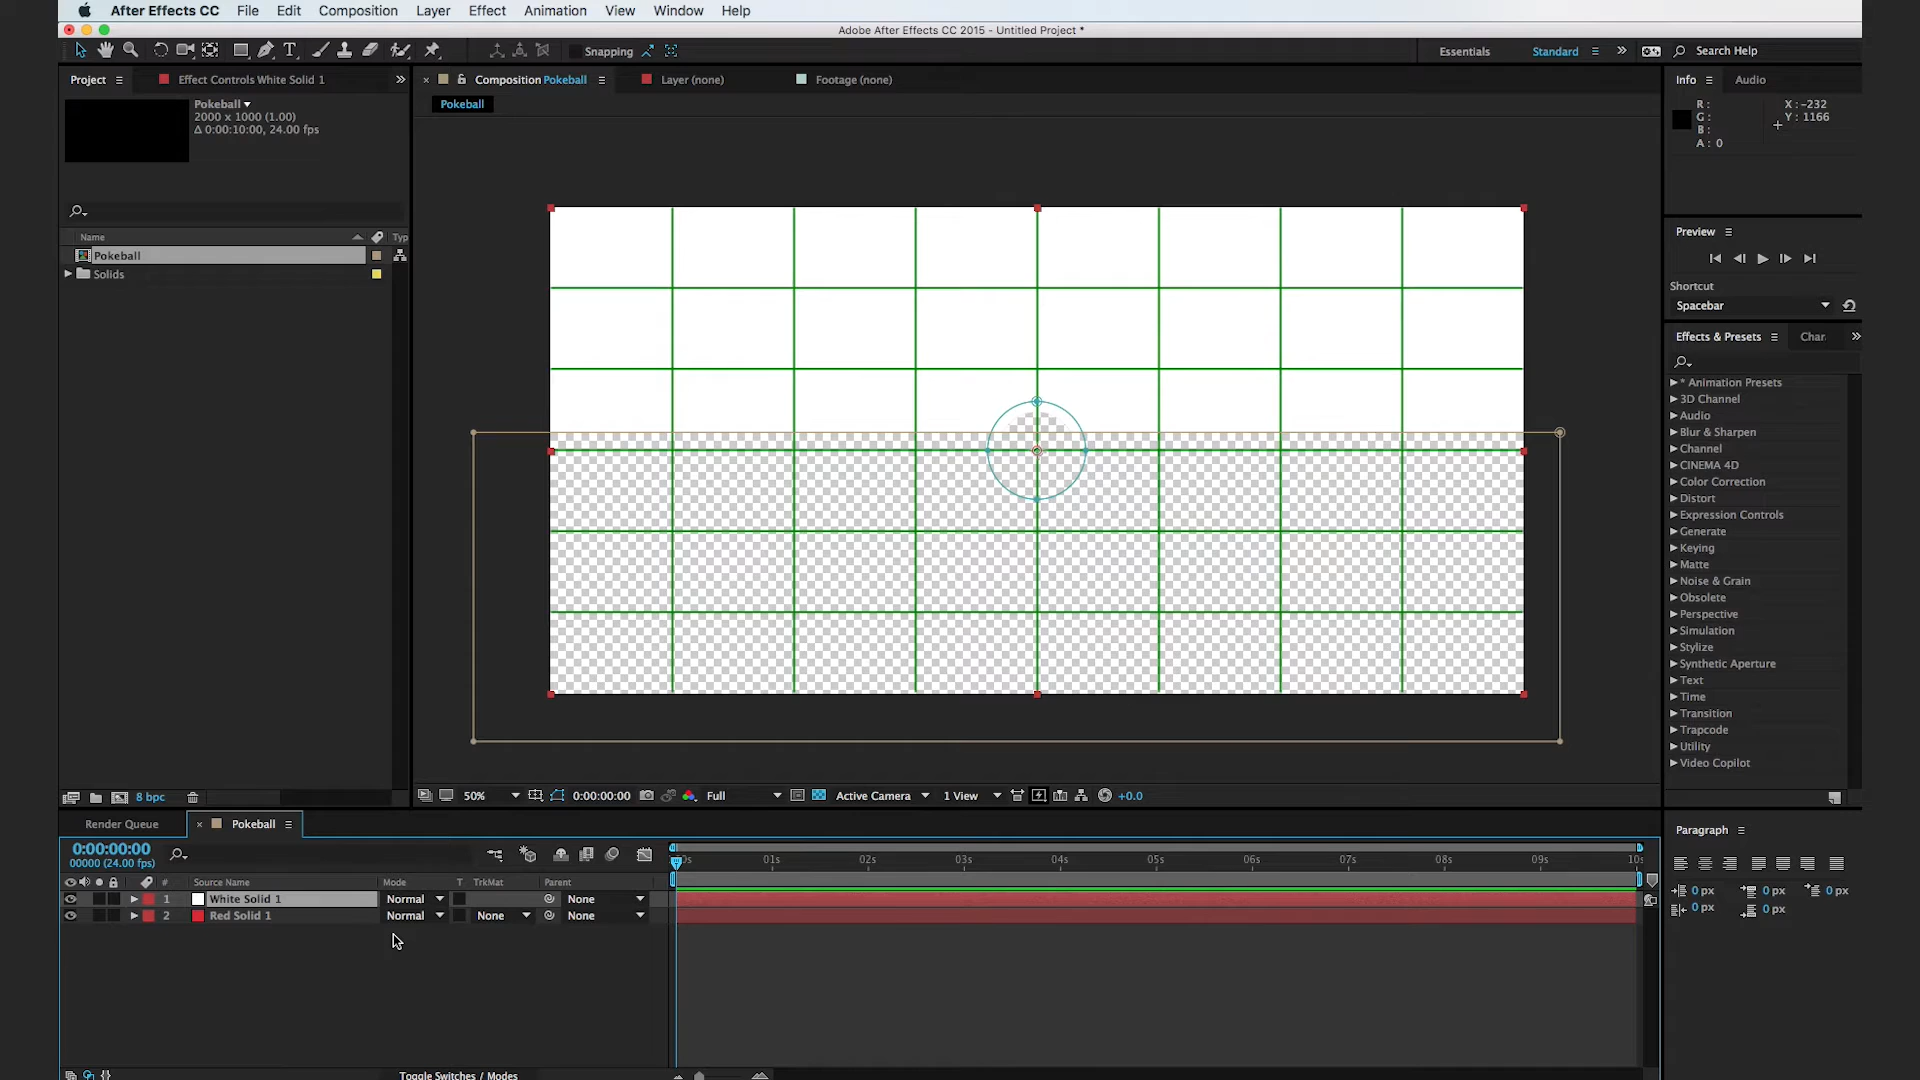 After Effects CC File Edit Composition Layer Effect Animation View Window Help
Adobe After Effects CC 2015 - Untitled Project *
Snapping Essentials Standard Search Help
Project Effect Controls White Solid 1 Composition Pokeball Layer (none) Footage (none) Info Audio
Pokeball
2000 x 1000 (1.00)
Δ 0:00:10:00, 24.00 fps
Pokeball
R :
G :
B :
A : 0
X : -232
Y : 1166
Name Typ
Pokeball
Solids
Preview
Shortcut
Spacebar
Effects & Presets Char
* Animation Presets
3D Channel
Audio
Blur & Sharpen
Channel
CINEMA 4D
Color Correction
Distort
Expression Controls
Generate
Keying
Matte
Noise & Grain
Obsolete
Perspective
Simulation
Stylize
Synthetic Aperture
Text
Time
Transition
Trapcode
Utility
Video Copilot
8 bpc 50% 0:00:00:00 Full Active Camera 1 View +0.0
Render Queue Pokeball
0:00:00:00
00000 (24.00 fps)
01s 02s 03s 04s 05s 06s 07s 08s 09s 10s
# Source Name Mode T TrkMat Parent
1 White Solid 1 Normal None
2 Red Solid 1 Normal None None
Toggle Switches / Modes
Paragraph
0 px 0 px 0 px
0 px 0 px